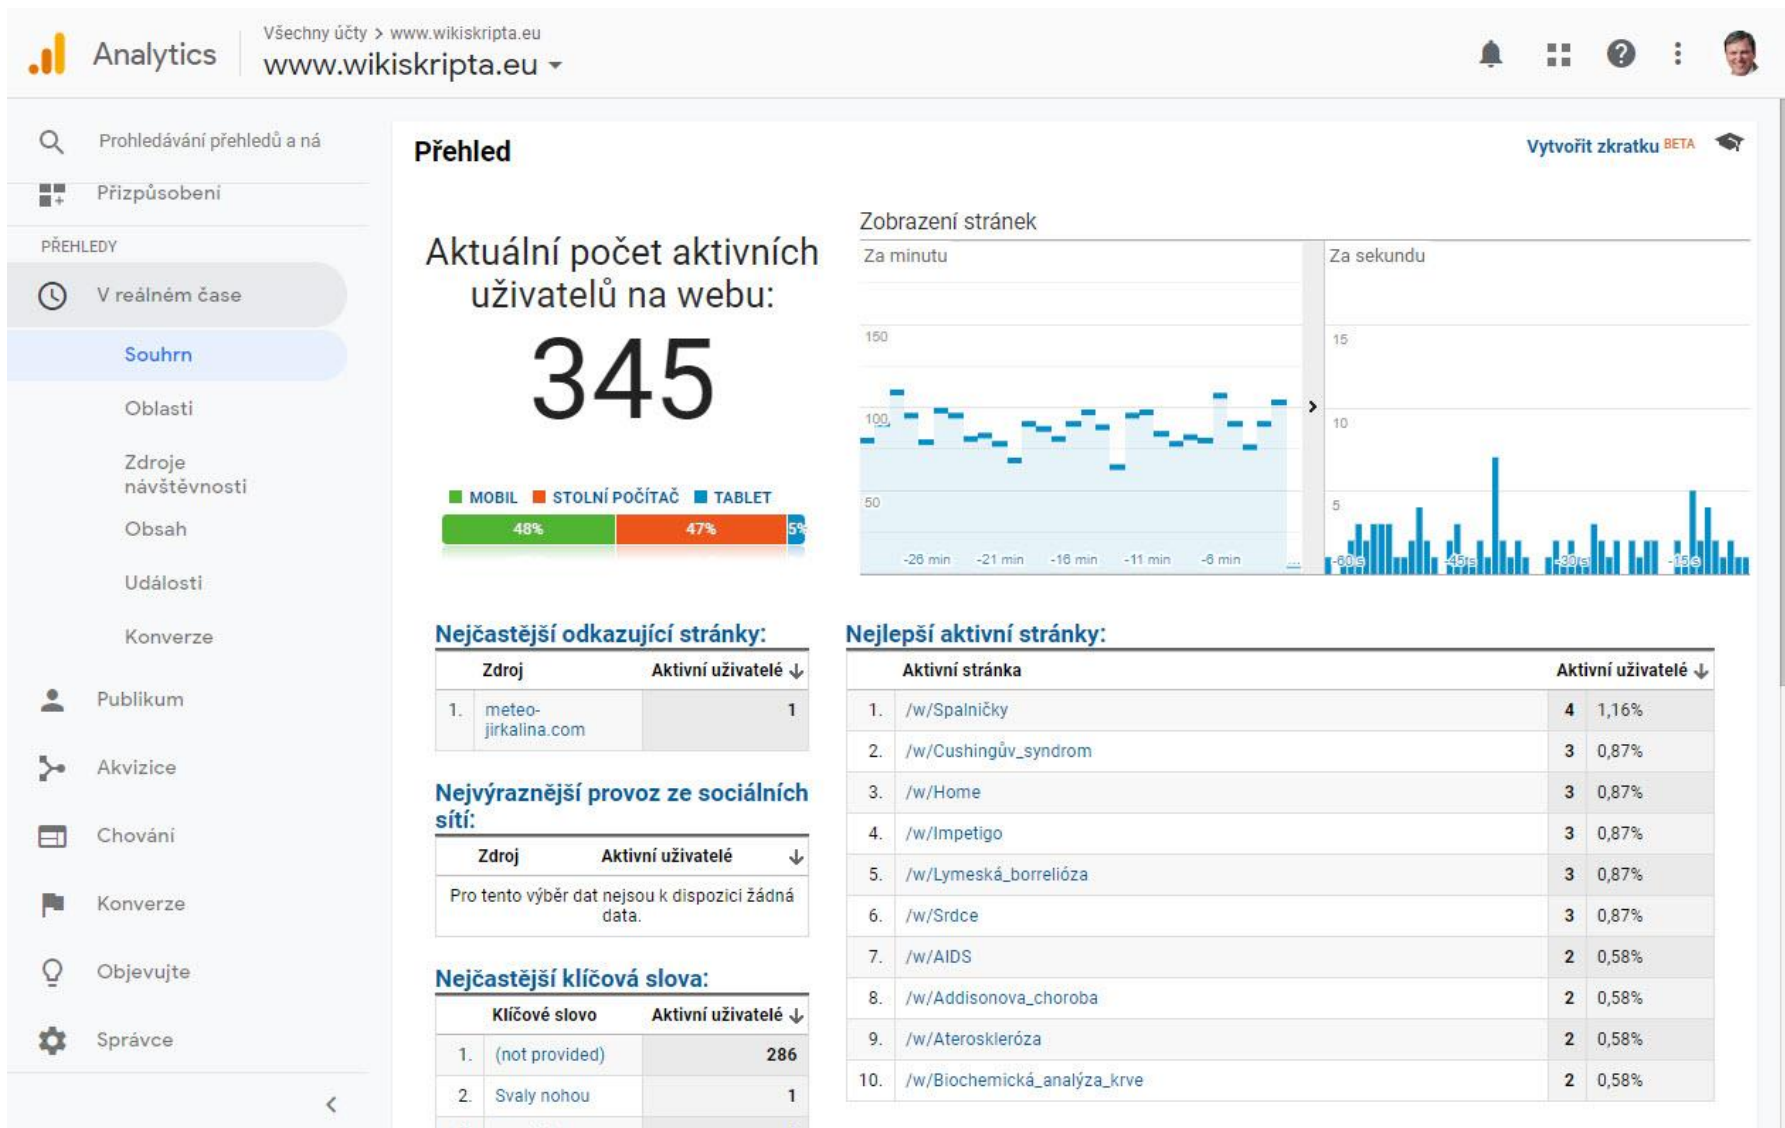 Analytics
Všechny účty > www.wikiskripta.eu
www.wikiskripta.eu
Prohledávání přehledů a ná
Přizpůsobení
PŘEHLEDY
V reálném čase
Souhrn
Oblasti
Zdroje
návštěvnosti
Obsah
Události
Konverze
Publikum
Akvizice
Chování
Konverze
Objevujte
Správce
Přehled
Vytvořit zkratku BETA
Aktuální počet aktivních
uživatelů na webu:
345
MOBIL STOLNÍ POČÍTAČ TABLET
48% 47% 5%
Zobrazení stránek
Za minutu
150
100
50
-26 min -21 min -16 min -11 min -6 min ...
Za sekundu
15
10
5
-60 s -45 s -30 s -15 s
Nejčastější odkazující stránky:
Zdroj Aktivní uživatelé
1. meteo- 1
jirkalina.com
Nejvýraznější provoz ze sociálních
sítí:
Zdroj Aktivní uživatelé
Pro tento výběr dat nejsou k dispozici žádná
data.
Nejčastější klíčová slova:
Klíčové slovo Aktivní uživatelé
1. (not provided) 286
2. Svaly nohou 1
Nejlepší aktivní stránky:
Aktivní stránka Aktivní uživatelé
1. /w/Spalničky 4 1,16%
2. /w/Cushingův_syndrom 3 0,87%
3. /w/Home 3 0,87%
4. /w/Impetigo 3 0,87%
5. /w/Lymeská_borrelióza 3 0,87%
6. /w/Srdce 3 0,87%
7. /w/AIDS 2 0,58%
8. /w/Addisonova_choroba 2 0,58%
9. /w/Ateroskleróza 2 0,58%
10. /w/Biochemická_analýza_krve 2 0,58%